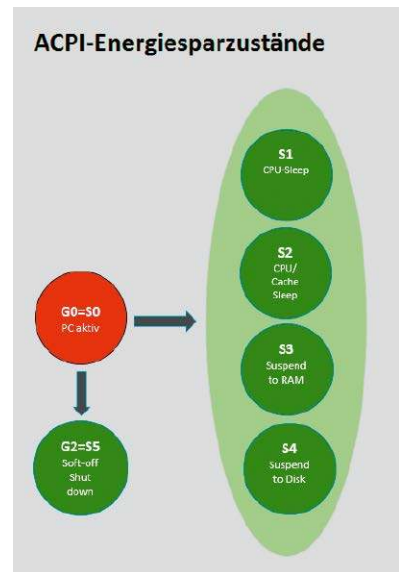 ACPI-Energiesparzustände
S1
CPU-Sleep
S2
CPU/
Cache
Sleep
G0=S0
PC aktiv
S3
Suspend
to RAM
G2=S5
Soft-off
Shut
down
S4
Suspend
to Disk